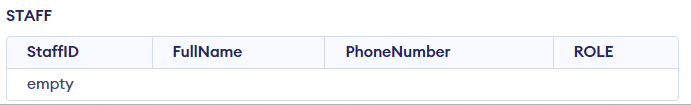 STAFF
StaffID FullName PhoneNumber ROLE
empty